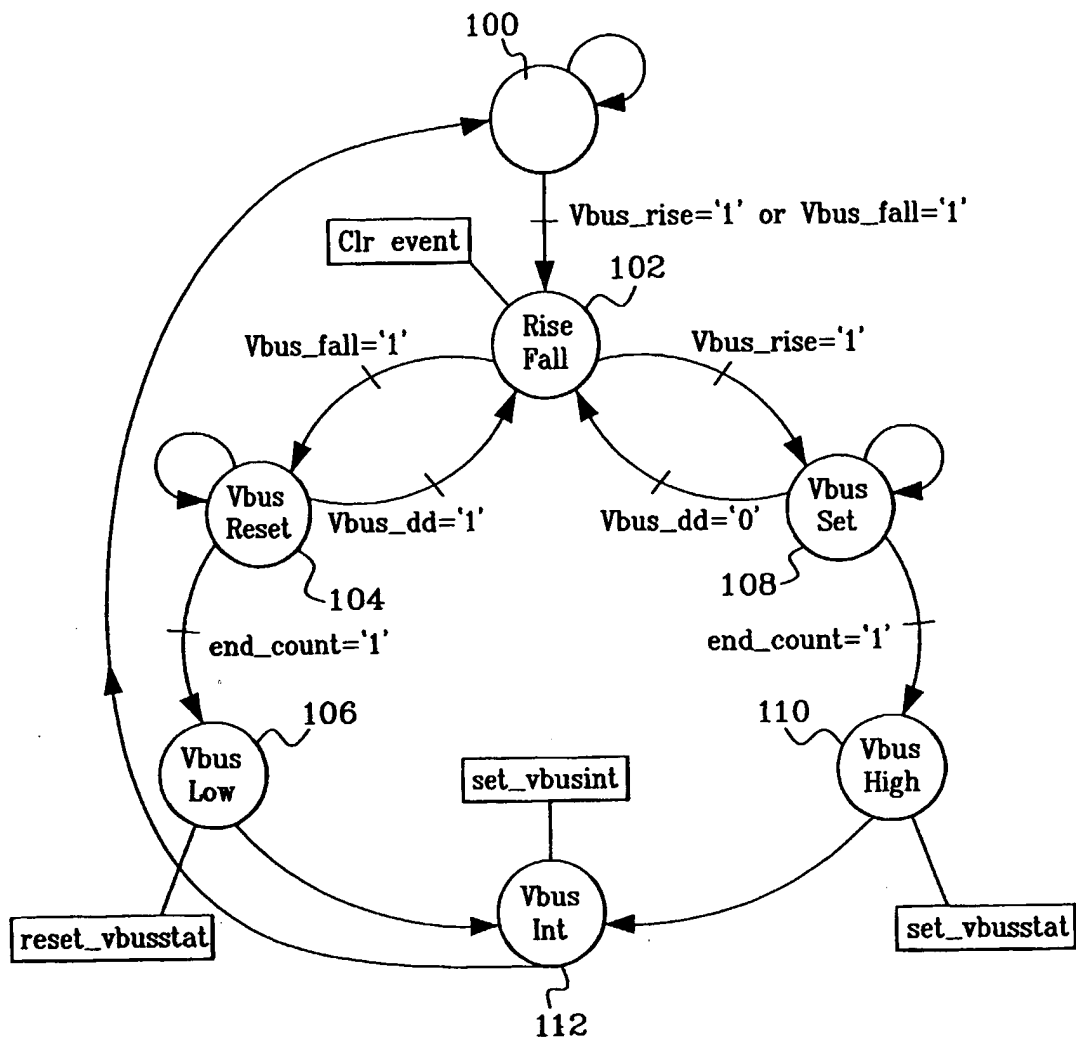 100
Vbus_rise=‘1’ or Vbus_fall=‘1’
Clr event
102
Rise
Fall
Vbus_fall=‘1’
Vbus_rise=‘1’
Vbus
Reset
Vbus_dd=‘1’
Vbus_dd=‘0’
Vbus
Set
104
108
end_count=‘1’
end_count=‘1’
106
110
Vbus
Low
set_vbusint
Vbus
High
reset_vbusstat
Vbus
Int
set_vbusstat
112